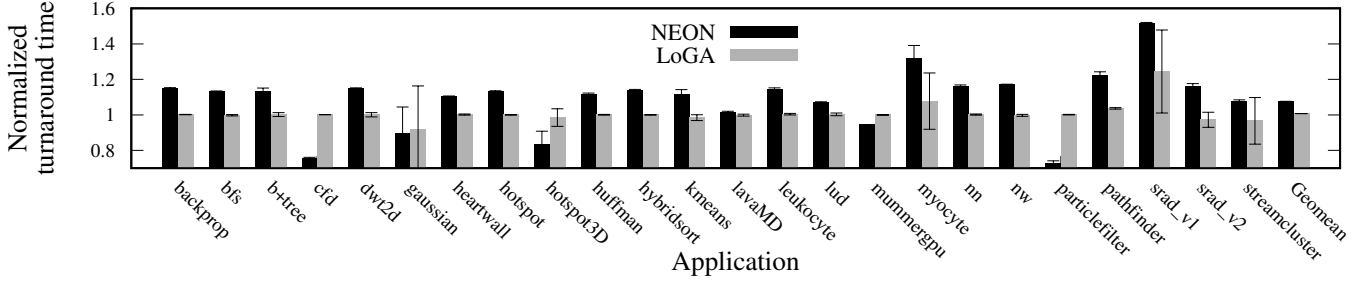 Normalized
turnaround time
1.6
1.4
1.2
1
0.8
NEON
LoGA
backprop
bfs
b+tree
cfd
dwt2d
gaussian
heartwall
hotspot
hotspot3D
huffman
hybridsort
kmeans
lavaMD
leukocyte
lud
mummergpu
myocyte
nn
nw
particlefilter
pathfinder
srad_v1
srad_v2
streamcluster
Geomean
Application